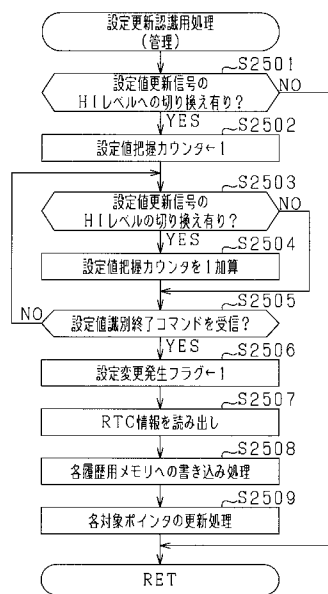 設定更新認識用処理
(管理)
S2501
設定値更新信号の
HIレベルへの切り換え有り?
NO
YES
S2502
設定値把握カウンタ←1
S2503
設定値更新信号の
HIレベルの切り換え有り?
NO
YES
S2504
設定値把握カウンタを1加算
S2505
NO
設定値識別終了コマンドを受信?
YES
S2506
設定変更発生フラグ←1
S2507
RTC情報を読み出し
S2508
各履歴用メモリへの書き込み処理
S2509
各対象ポインタの更新処理
RET